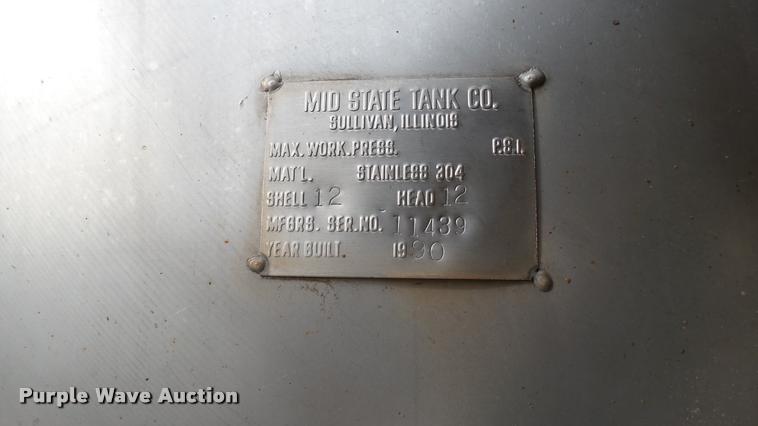 MID STATE TANK CO.
SULLIVAN, ILLINOIS
MAX. WORK. PRESS. P.S.I.
MAT'L. STAINLESS 304
SHELL 12 HEAD 12
MFGRS. SER. NO. 11439
YEAR BUILT. 1990
Purple Wave Auction